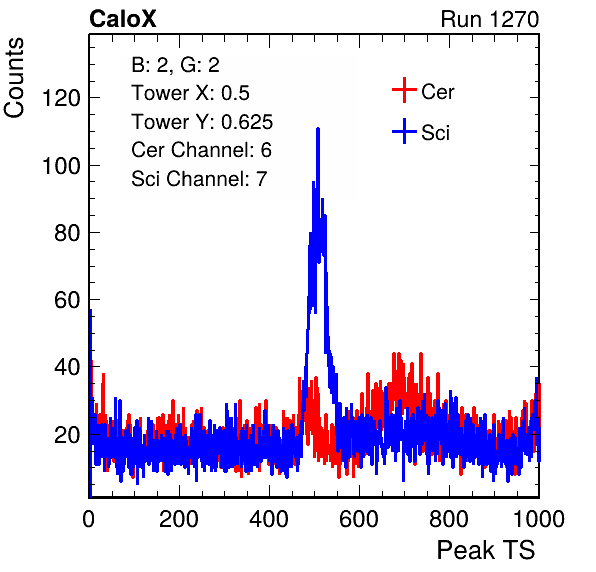 CaloX Run 1270
Counts
B: 2, G: 2
Tower X: 0.5
Tower Y: 0.625
Cer Channel: 6
Sci Channel: 7
Cer
Sci
120
100
80
60
40
20
0 200 400 600 800 1000
Peak TS